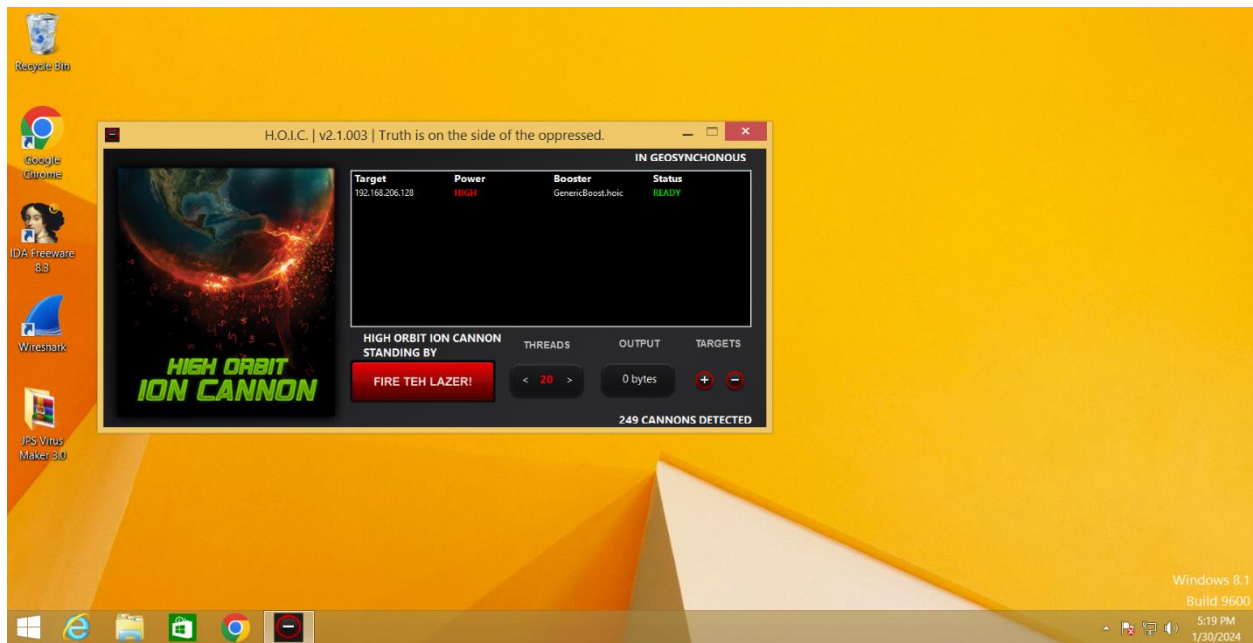 Recycle Bin
Google
Chrome
IDA Freeware
8.3
Wireshark
JPS Virus
Maker 3.0
H.O.I.C. | v2.1.003 | Truth is on the side of the oppressed.
IN GEOSYNCHONOUS
Target Power Booster Status
192.168.206.128 HIGH GenericBoost.hoic READY
HIGH ORBIT
ION CANNON
HIGH ORBIT ION CANNON
STANDING BY
THREADS OUTPUT TARGETS
FIRE TEH LAZER! < 20 > 0 bytes + −
249 CANNONS DETECTED
Windows 8.1
Build 9600
5:19 PM
1/30/2024